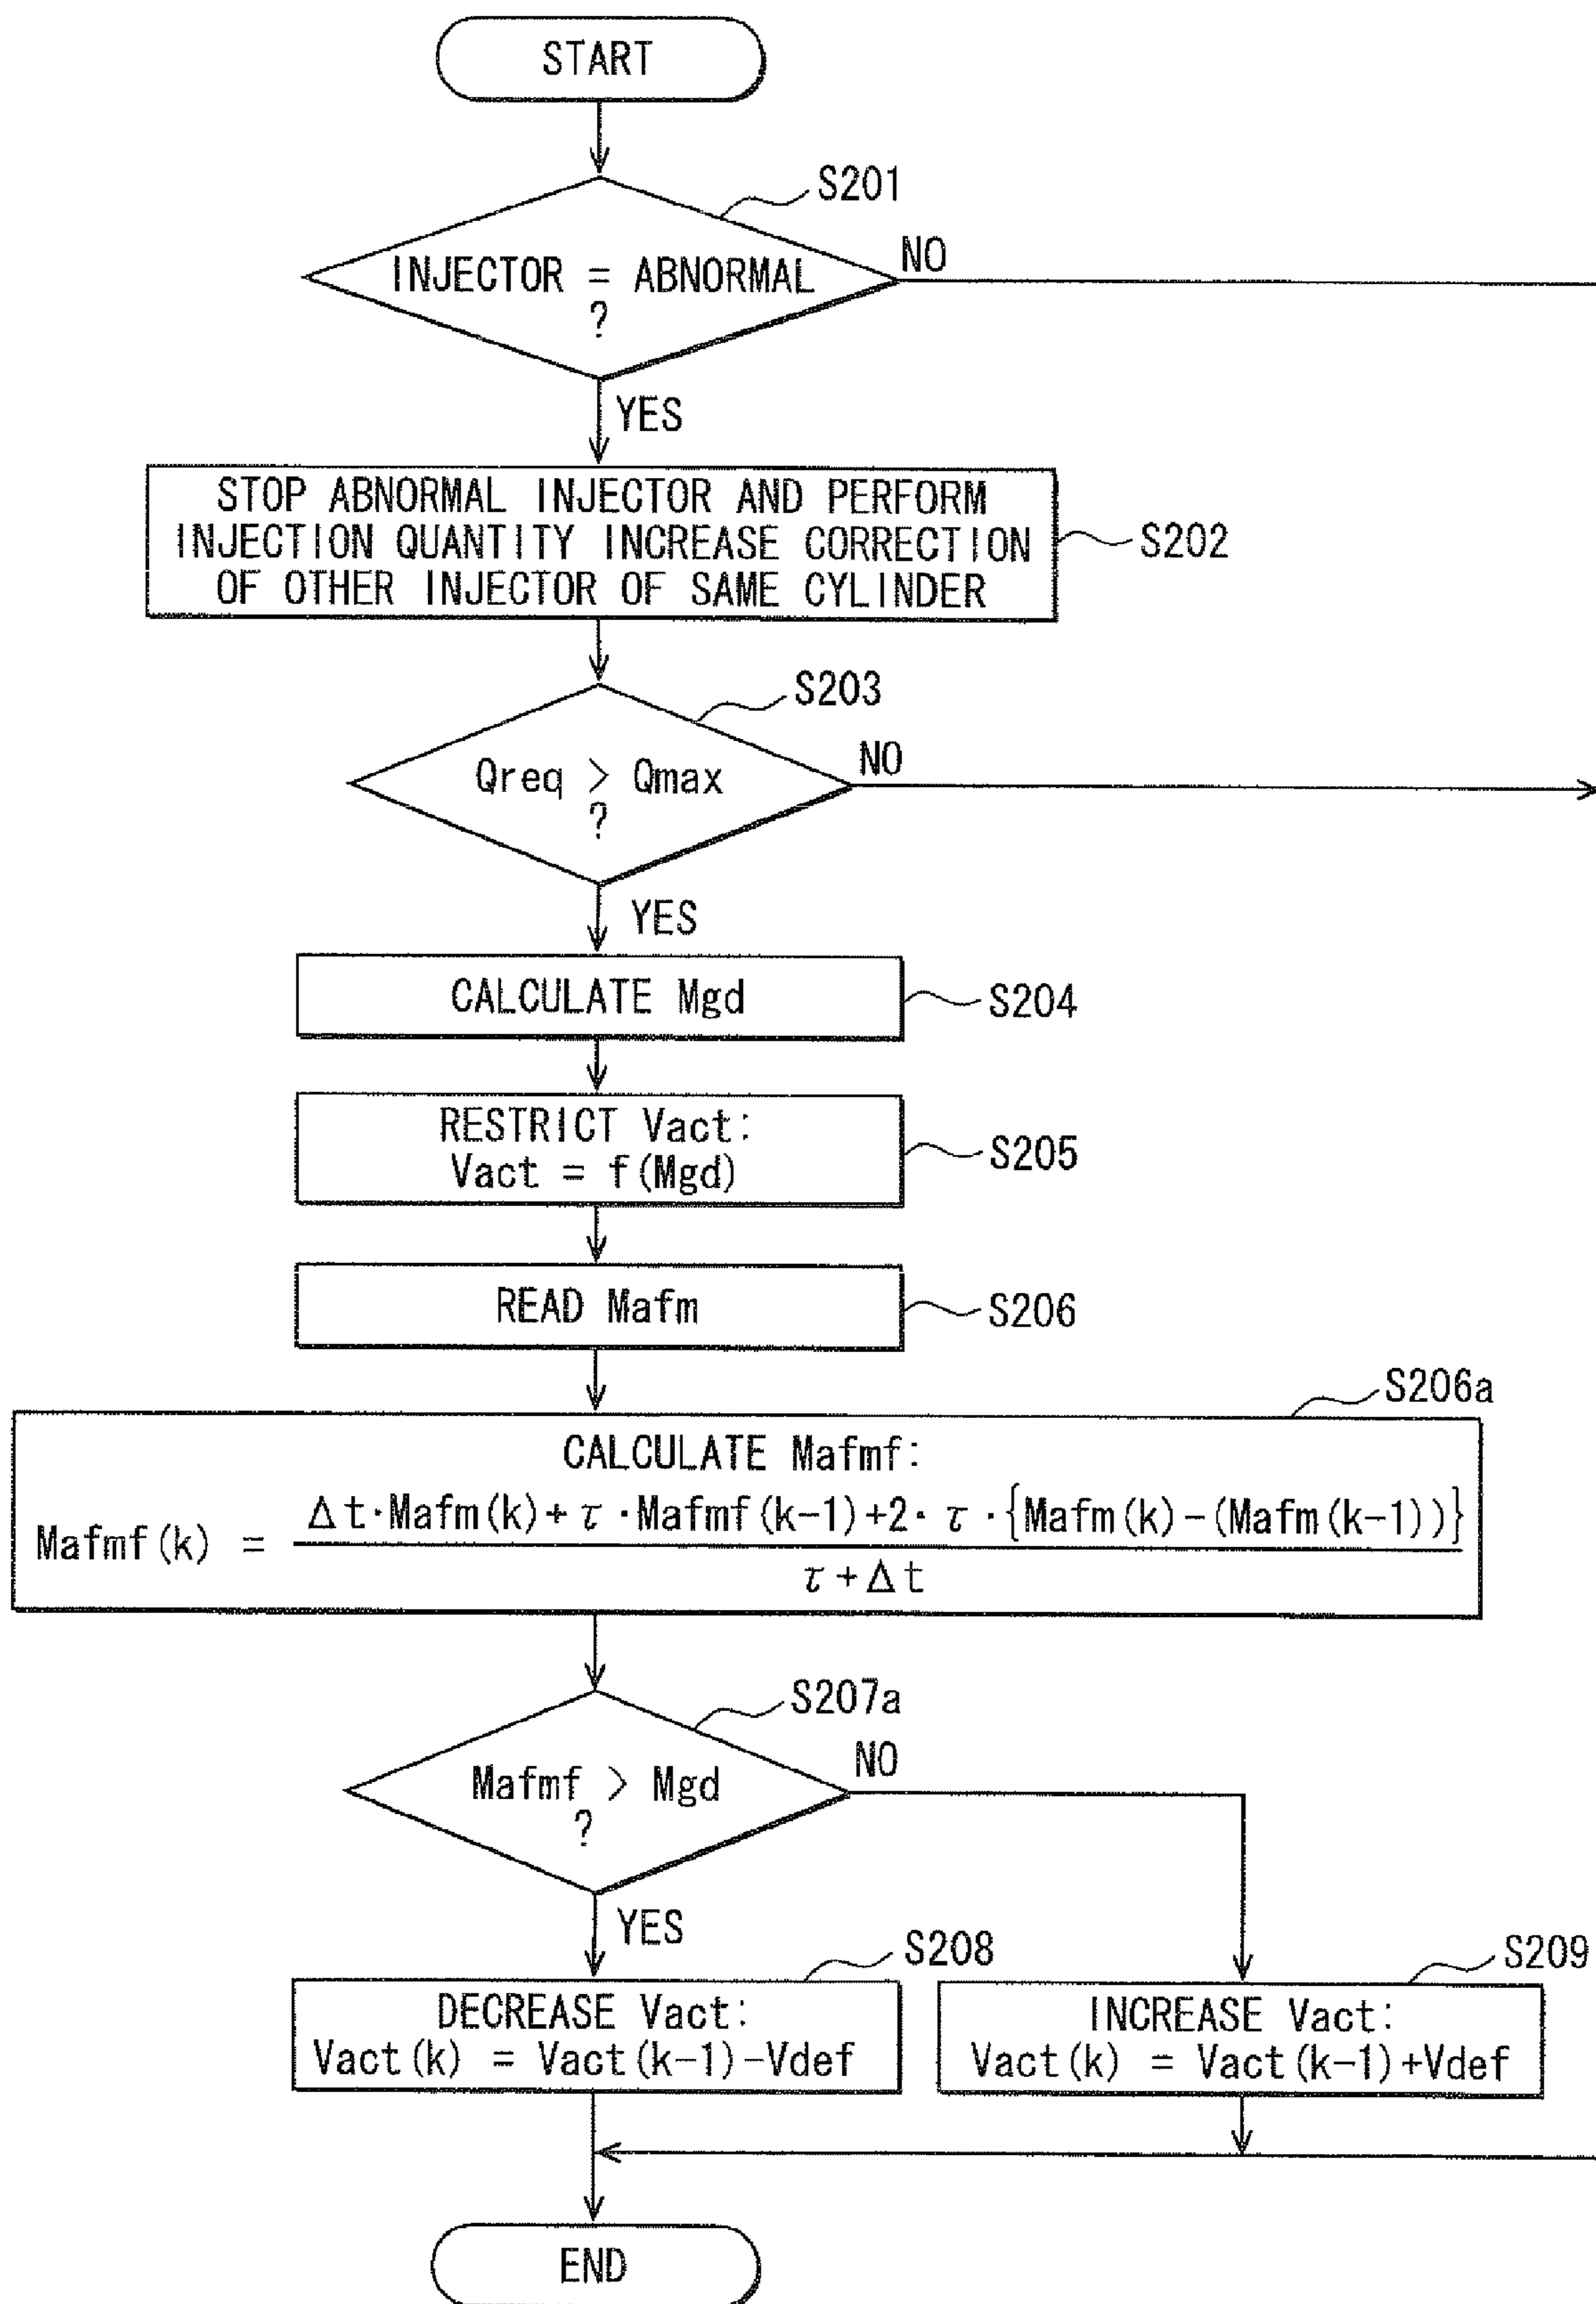 START
S201
INJECTOR = ABNORMAL
?
NO
YES
STOP ABNORMAL INJECTOR AND PERFORM
INJECTION QUANTITY INCREASE CORRECTION
OF OTHER INJECTOR OF SAME CYLINDER
S202
S203
Qreq > Qmax
?
NO
YES
CALCULATE Mgd
S204
RESTRICT Vact:
Vact = f(Mgd)
S205
READ Mafm
S206
S206a
CALCULATE Mafmf:
Mafmf(k) =
Δt·Mafm(k)+τ·Mafmf(k-1)+2·τ·{Mafm(k)-(Mafm(k-1))}
τ+Δt
S207a
Mafmf > Mgd
?
NO
YES
S208
DECREASE Vact:
Vact(k) = Vact(k-1)-Vdef
S209
INCREASE Vact:
Vact(k) = Vact(k-1)+Vdef
END